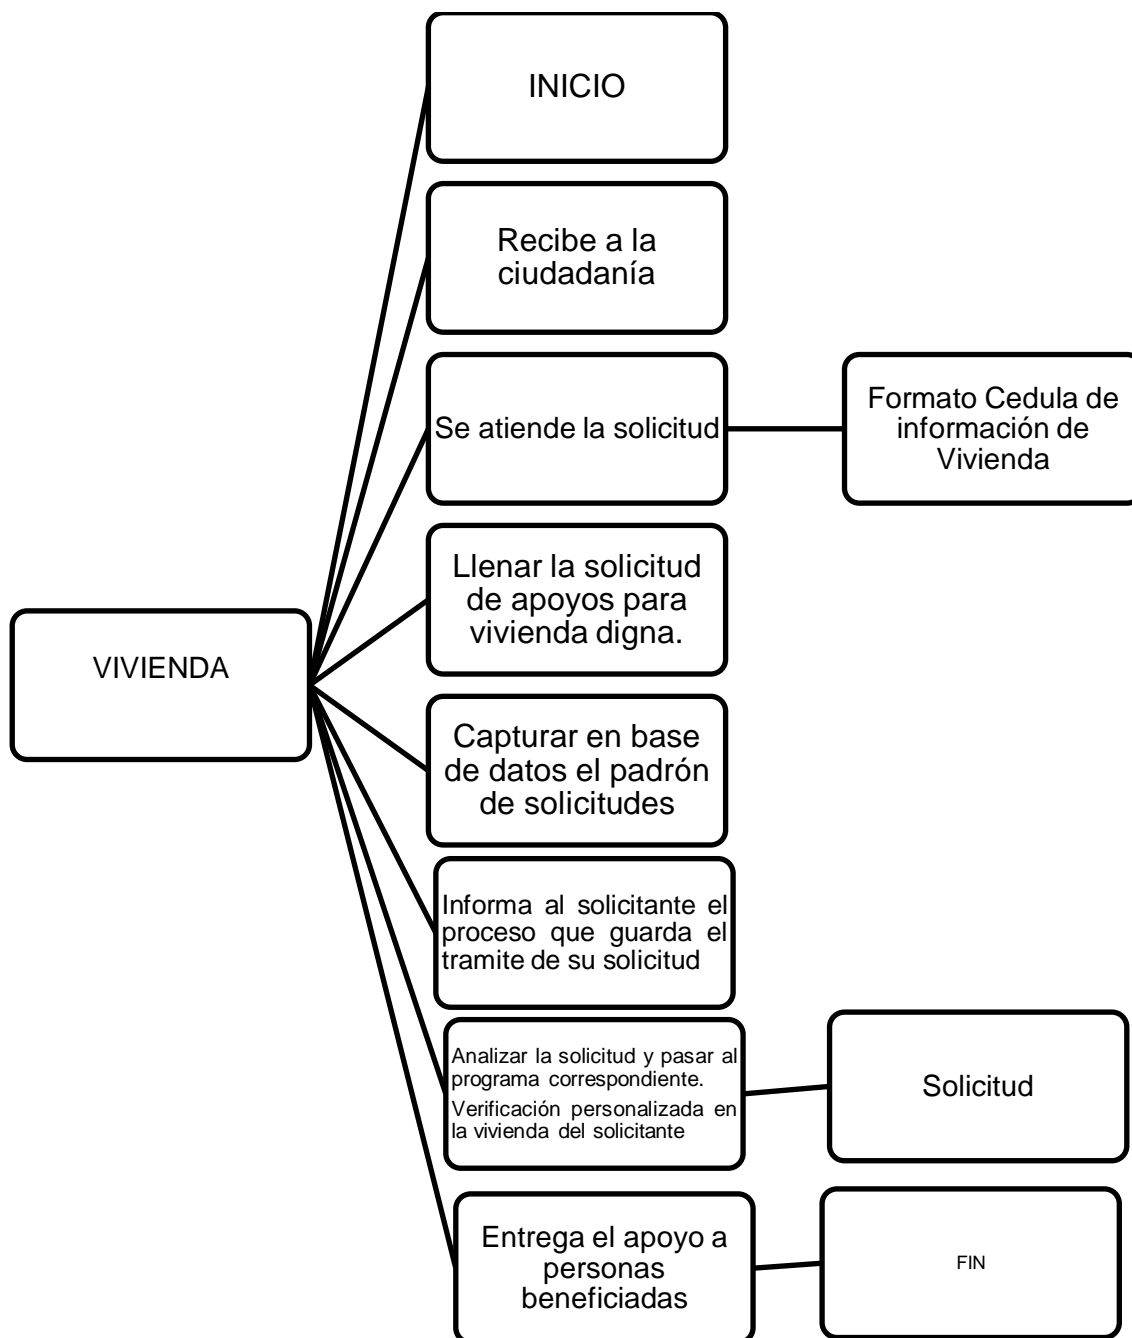 INICIO
Recibe a la
ciudadanía
Se atiende la solicitud
Formato Cedula de
información de
Vivienda
Llenar la solicitud
de apoyos para
vivienda digna.
VIVIENDA
Capturar en base
de datos el padrón
de solicitudes
Informa al solicitante el
proceso que guarda el
tramite de su solicitud
Analizar la solicitud y pasar al
programa correspondiente.
Verificación personalizada en
la vivienda del solicitante
Solicitud
Entrega el apoyo a
personas
beneficiadas
FIN